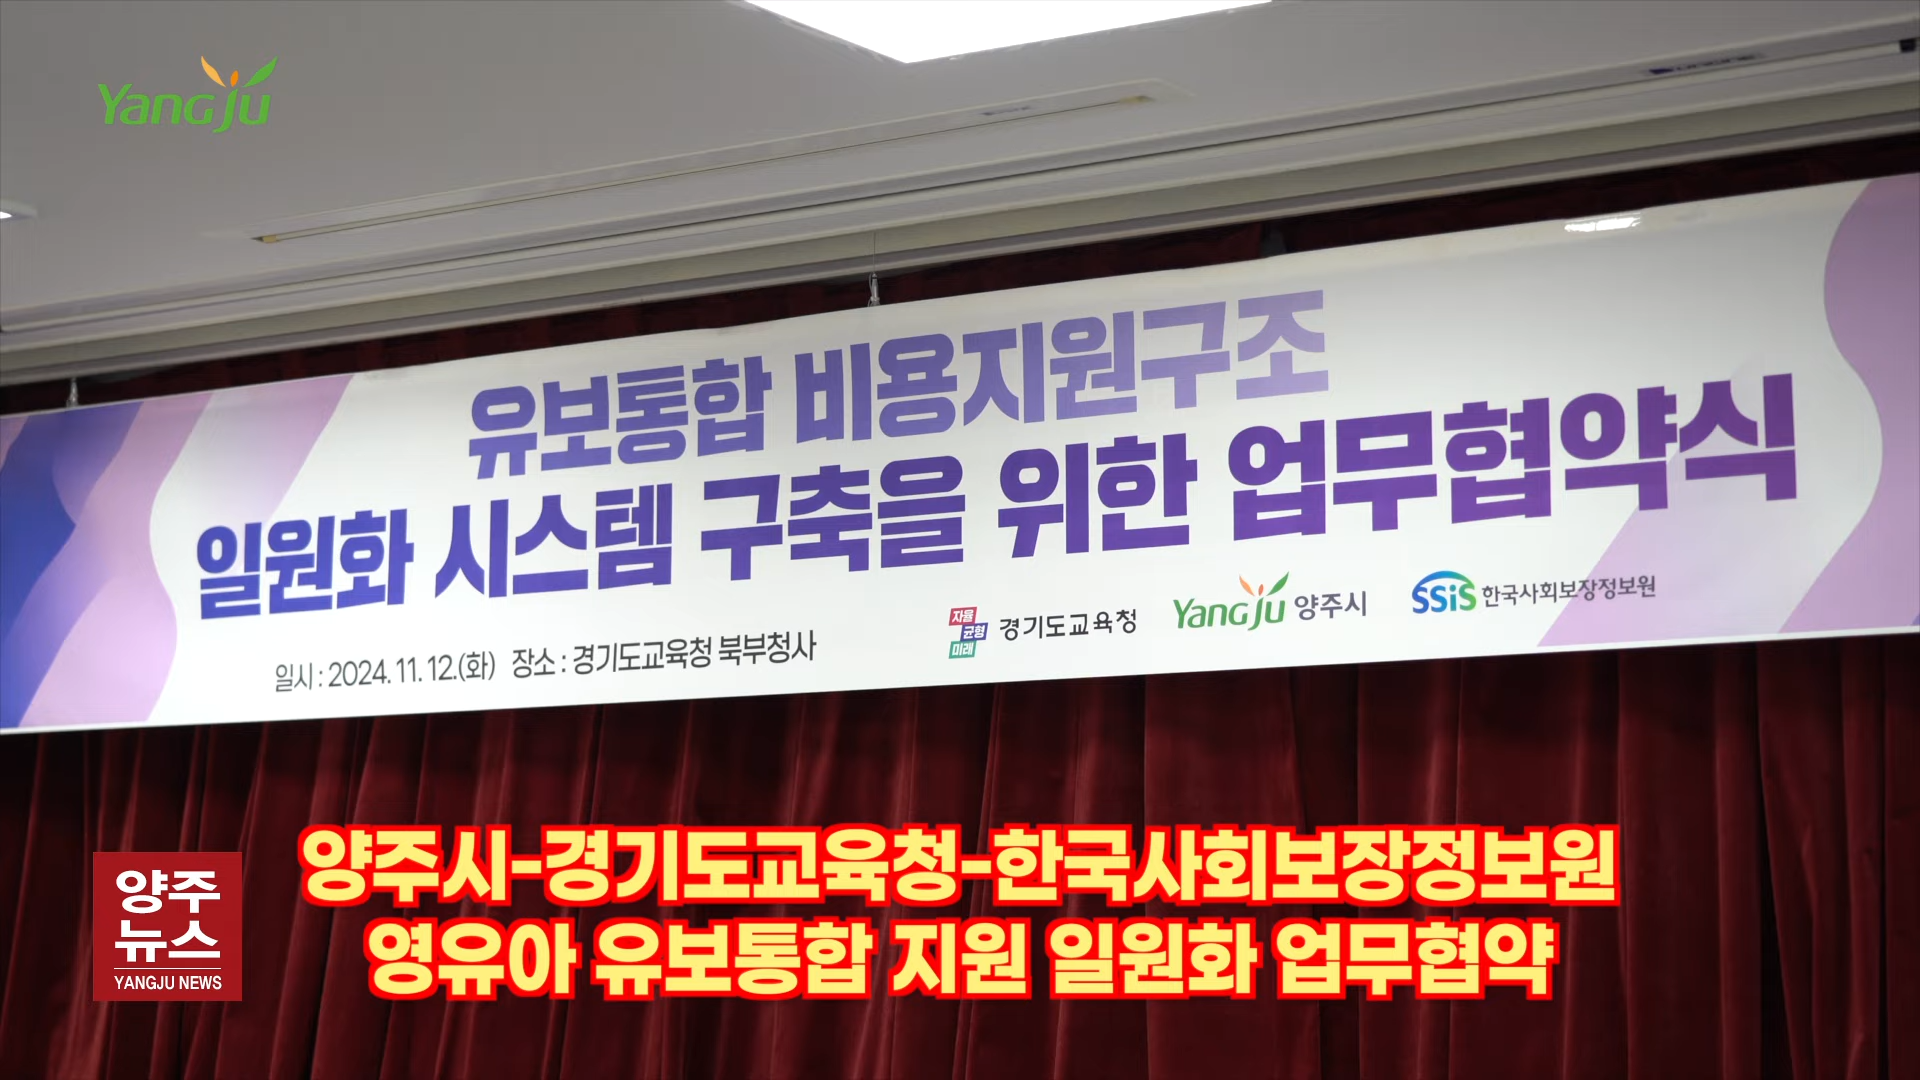 YangJu
유보통합 비용지원구조
일원화 시스템 구축을 위한 업무협약식
일시 : 2024. 11. 12.(화) 장소 : 경기도교육청 북부청사
자율
균형
미래
경기도교육청
YangJu 양주시
SSiS 한국사회보장정보원
양주시-경기도교육청-한국사회보장정보원
영유아 유보통합 지원 일원화 업무협약
양주
뉴스
YANGJU NEWS